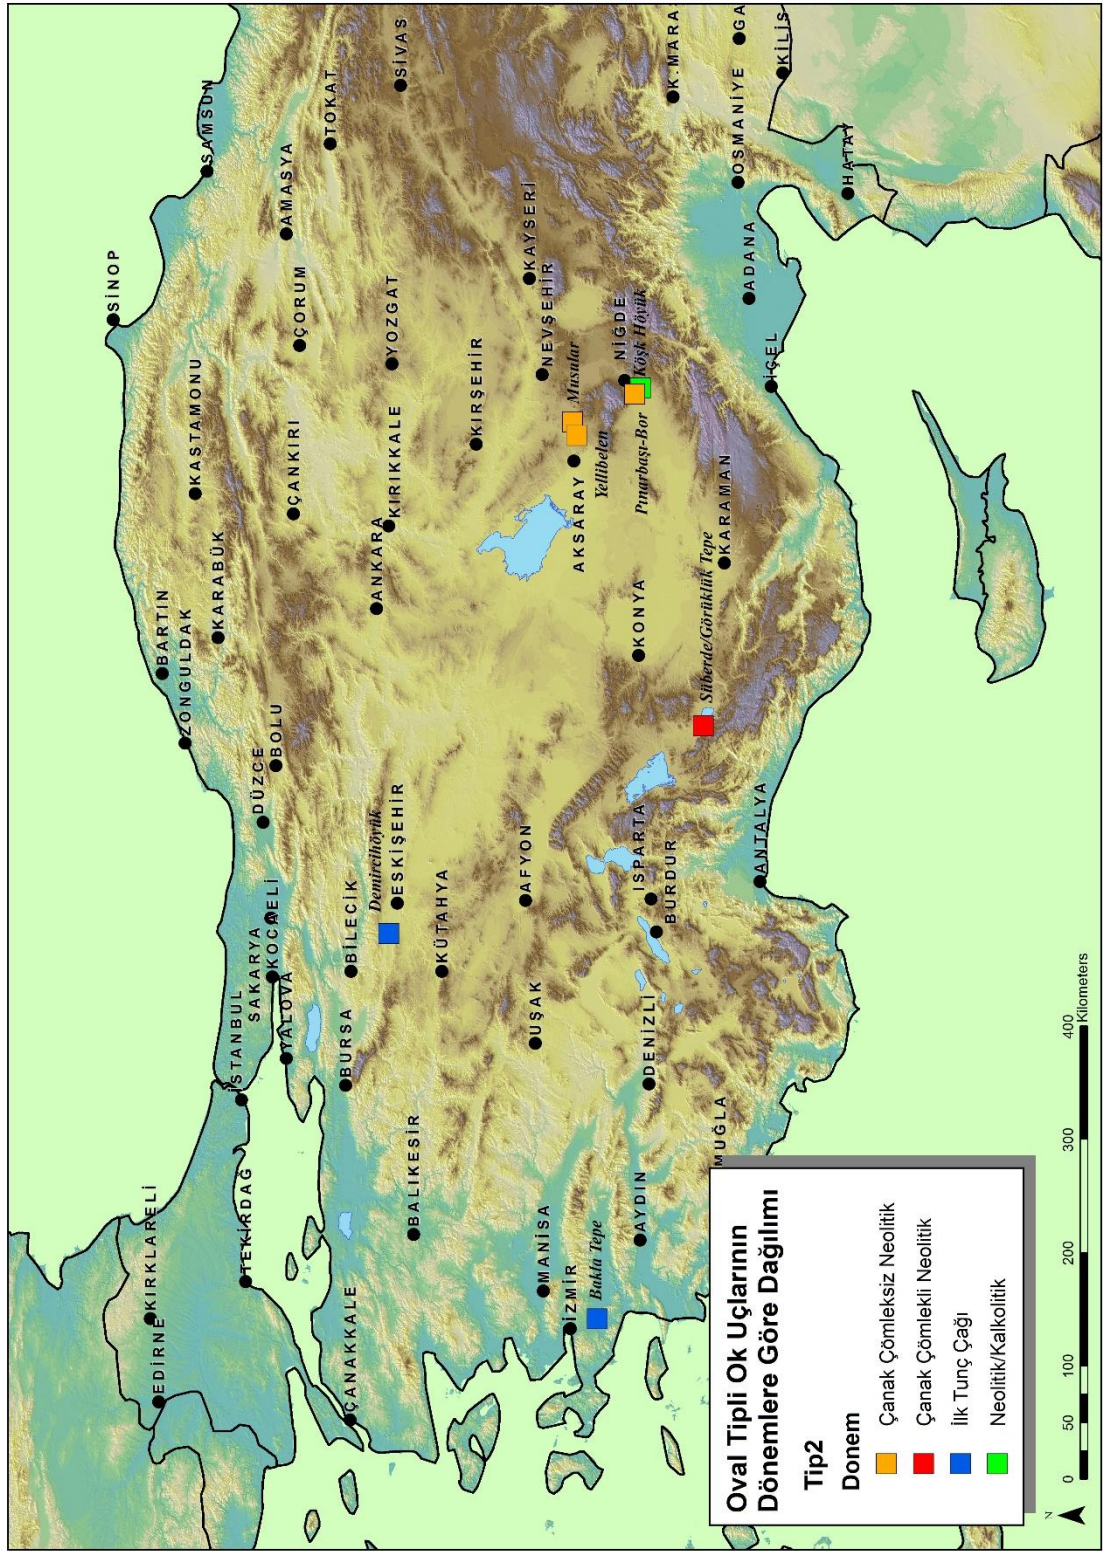 SİNOP
BARTIN
KASTAMONU
SAMSUN
ZONGULDAK
KARABÜK
KIRKLARELİ
EDİRNE
TEKİRDAĞ
İSTANBUL
SAKARYA
KOCAELİ
YALOVA
DÜZCE
BOLU
ÇANKIRI
ÇORUM
AMASYA
TOKAT
ÇANAKKALE
BURSA
BİLECİK
Demircihöyük
ESKİŞEHİR
ANKARA
KIRIKKALE
YOZGAT
SİVAS
BALIKESİR
KÜTAHYA
KIRŞEHİR
MANİSA
UŞAK
AFYON
NEVŞEHİR
KAYSERİ
İZMİR
Bakla Tepe
AKSARAY
Yellibelen
Musular
AYDIN
DENİZLİ
ISPARTA
BURDUR
KONYA
Pınarbaşı-Bor
NİĞDE
Köşk Höyük
K.MARA
MUĞLA
Süberde/Görüklük Tepe
KARAMAN
ANTALYA
İÇEL
ADANA
OSMANİYE
GA
KİLİS
HATAY
Oval Tipli Ok Uçlarının
Dönemlere Göre Dağılımı
Tip2
Donem
Çanak Çömleksiz Neolitik
Çanak Çömlekli Neolitik
İlk Tunç Çağı
Neolitik/Kalkolitik
N
0 50 100 200 300 400
Kilometers